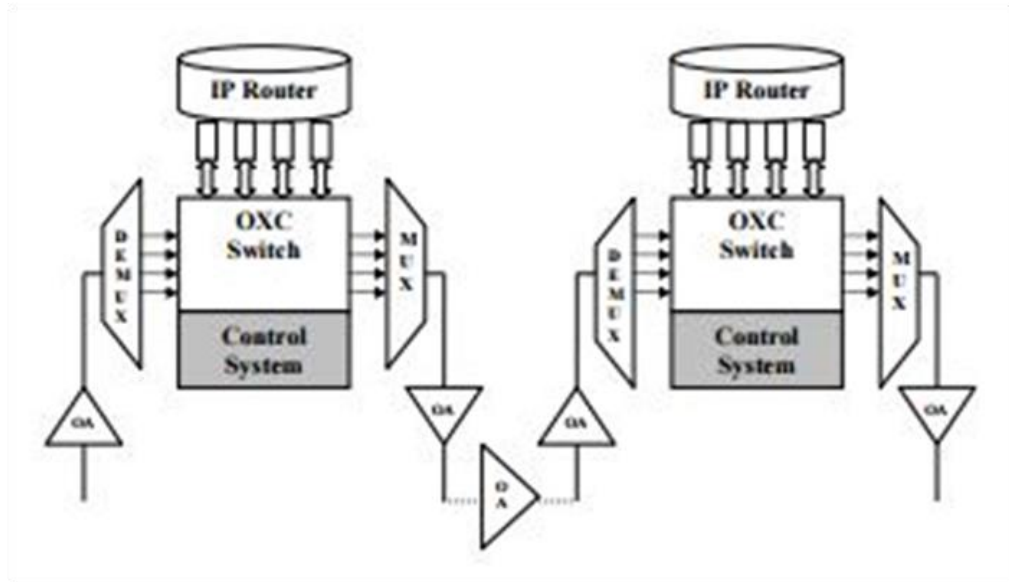 IP Router
IP Router
OXC
Switch
OXC
Switch
DEMUX
MUX
DEMUX
MUX
Control
System
Control
System
OA
OA
OA
OA
OA